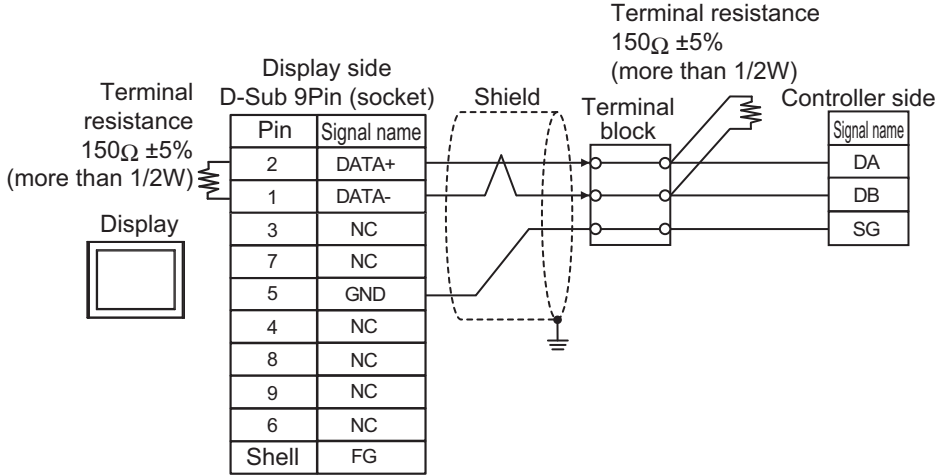 Terminal resistance
150Ω ±5%
(more than 1/2W)
Terminal
resistance
150Ω ±5%
(more than 1/2W)
Display
Display side
D-Sub 9Pin (socket)
Pin Signal name
2 DATA+
1 DATA-
3 NC
7 NC
5 GND
4 NC
8 NC
9 NC
6 NC
Shell FG
Shield
Terminal
block
Controller side
Signal name
DA
DB
SG